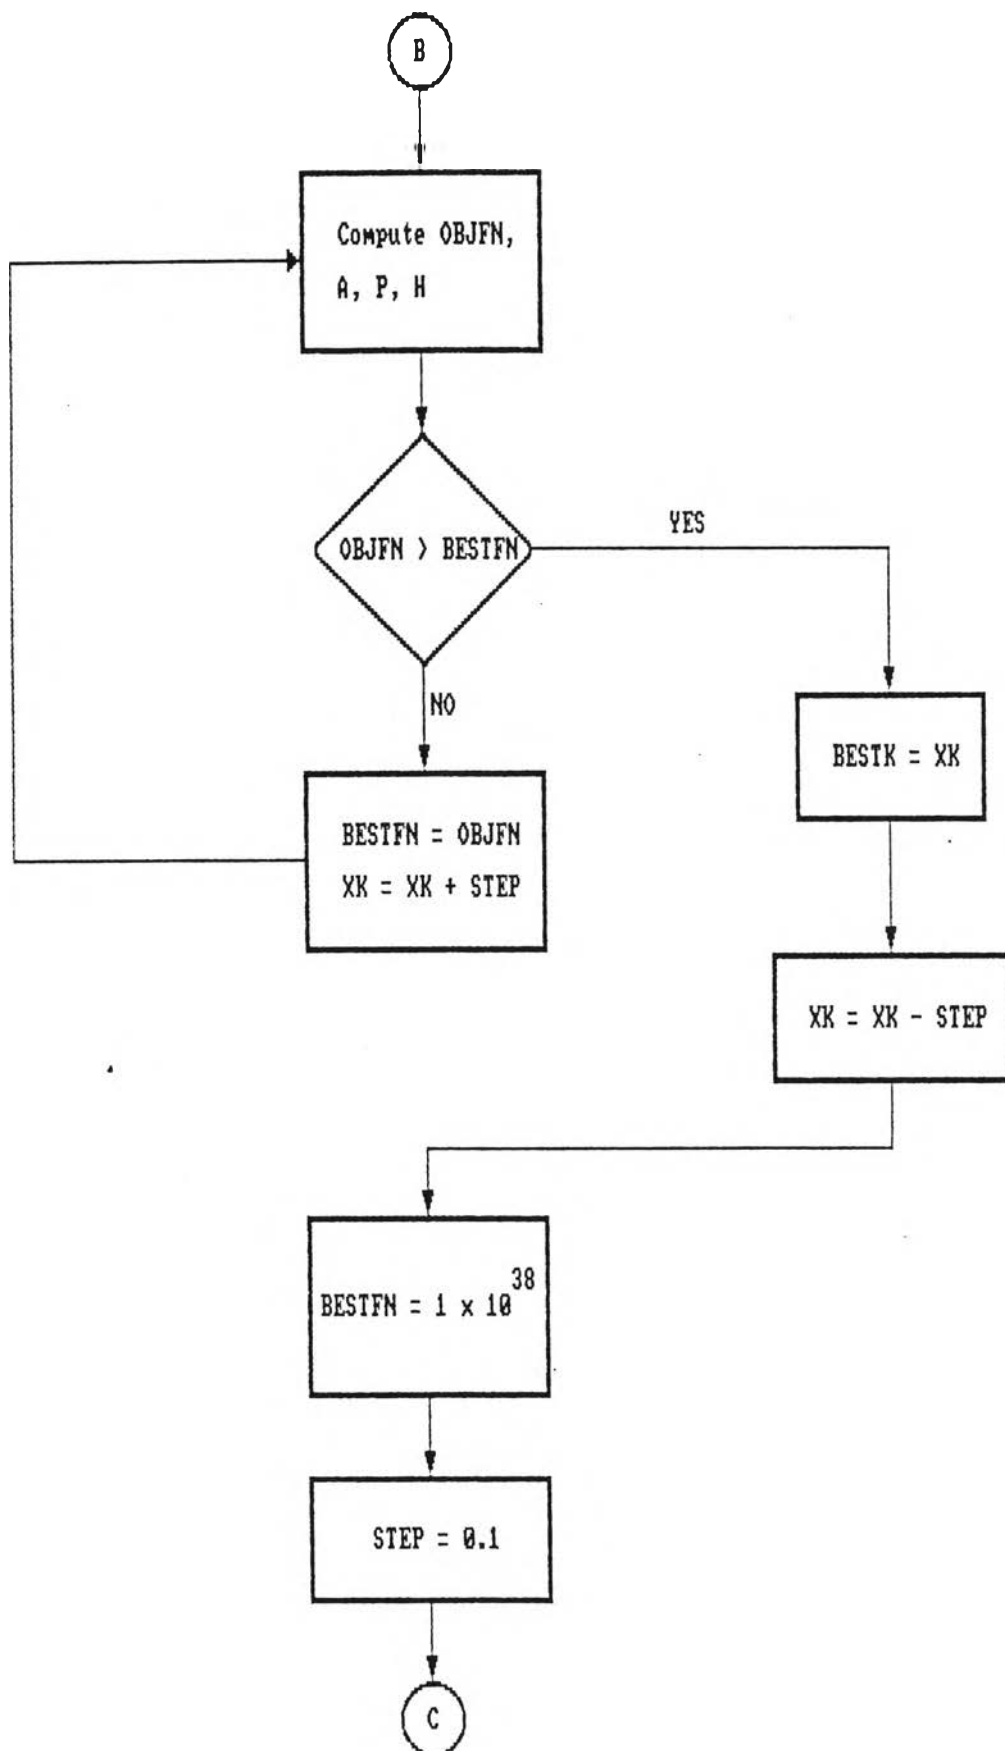 B
Compute OBJFN,
A, P, H
OBJFN > BESTFN
YES
NO
BESTK = XK
BESTFN = OBJFN
XK = XK + STEP
XK = XK - STEP
BESTFN = 1 x 10^38
STEP = 0.1
C